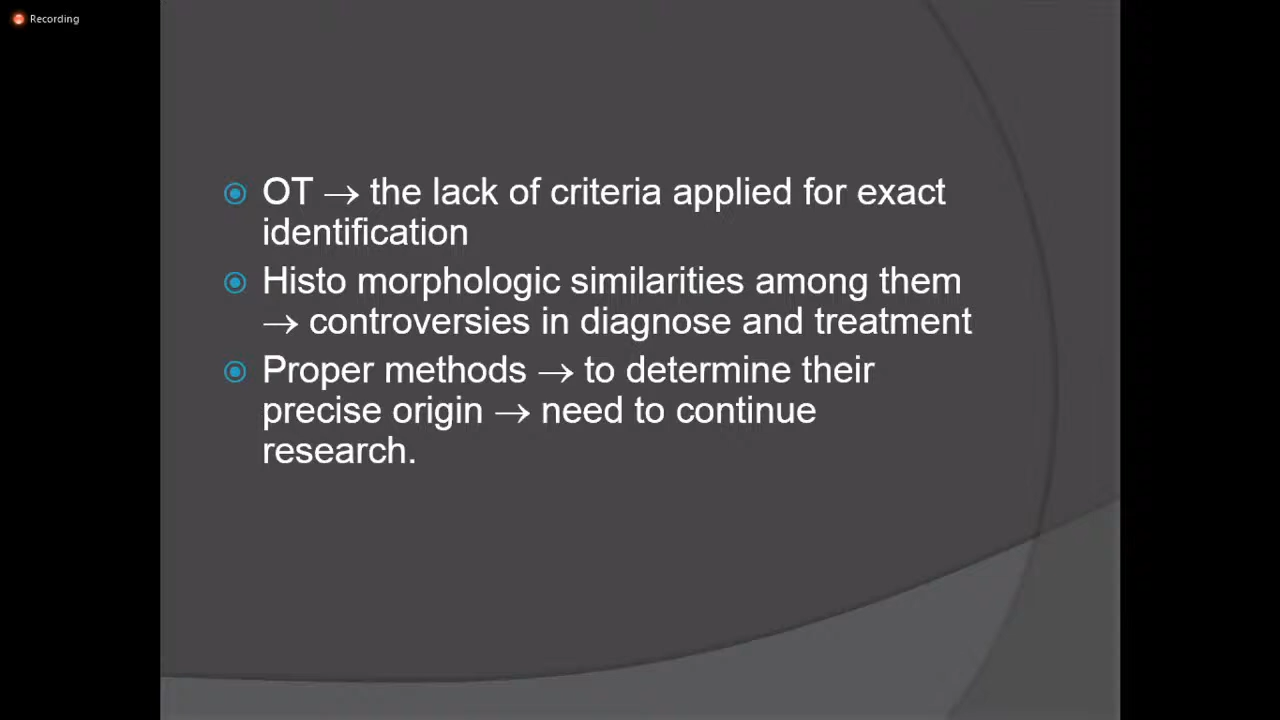 Recording
OT → the lack of criteria applied for exact
identification
Histo morphologic similarities among them
→ controversies in diagnose and treatment
Proper methods → to determine their
precise origin → need to continue
research.